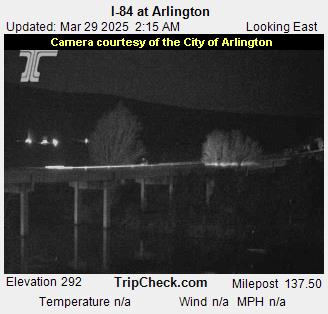 I-84 at Arlington
Updated: Mar 29 2025 2:15 AM Looking East
Camera courtesy of the City of Arlington
Elevation 292 TripCheck.com Milepost 137.50
Temperature n/a Wind n/a MPH n/a